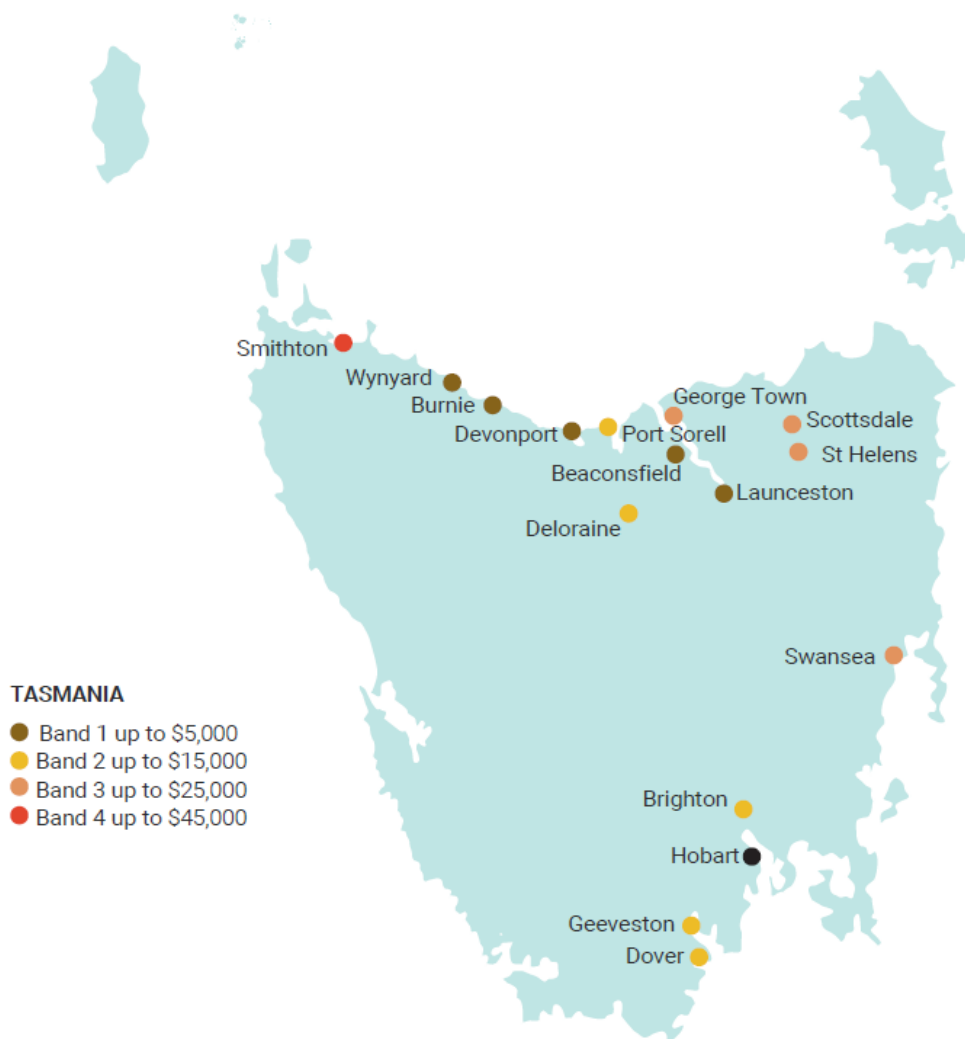 Smithton
Wynyard
Burnie
Devonport
George Town
Port Sorell
Scottsdale
Beaconsfield
St Helens
Launceston
Deloraine
Swansea
TASMANIA
Band 1 up to $5,000
Band 2 up to $15,000
Band 3 up to $25,000
Band 4 up to $45,000
Brighton
Hobart
Geeveston
Dover